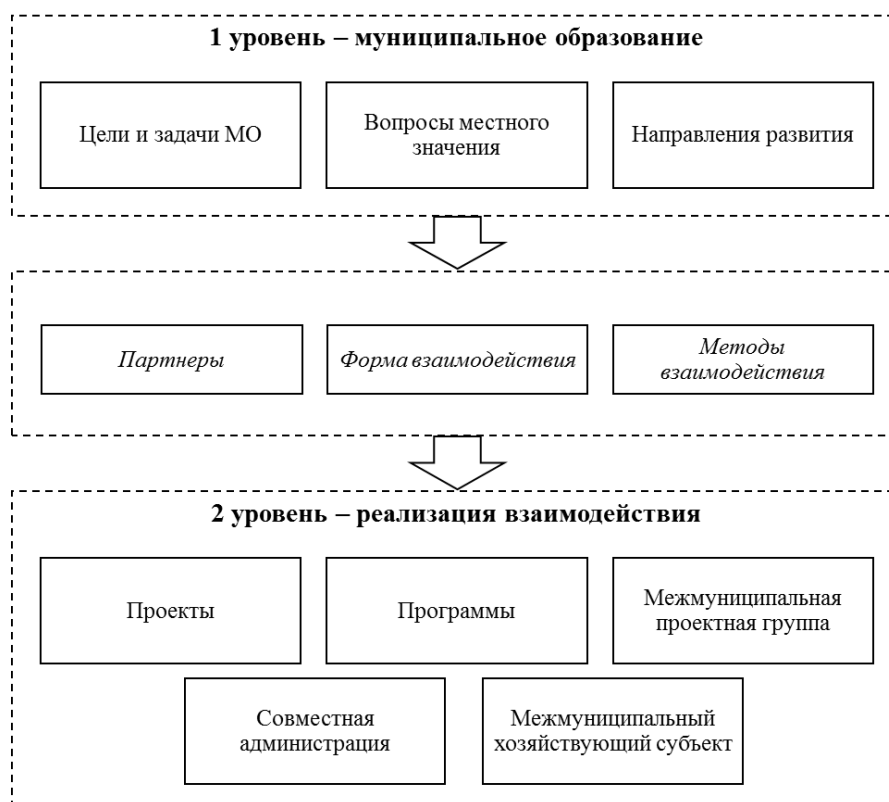 1 уровень – муниципальное образование
Цели и задачи МО
Вопросы местного
значения
Направления развития
Партнеры
Форма взаимодействия
Методы
взаимодействия
2 уровень – реализация взаимодействия
Проекты
Программы
Межмуниципальная
проектная группа
Совместная
администрация
Межмуниципальный
хозяйствующий субъект